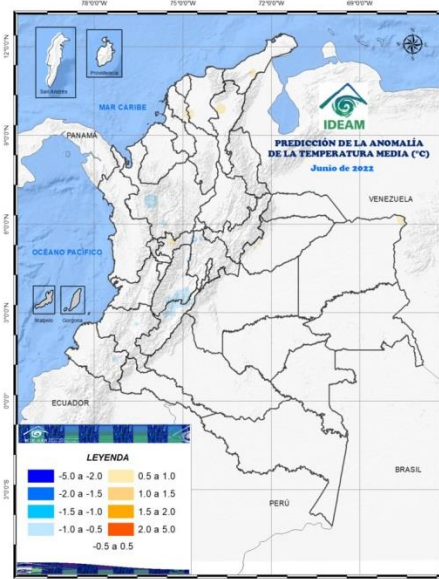 78°0'0"W 75°0'0"W 72°0'0"W 69°0'0"W
12°0'0"N
San Andrés
Providencia
MAR CARIBE
IDEAM
PREDICCIÓN DE LA ANOMALÍA
DE LA TEMPERATURA MEDIA (°C)
Junio de 2022
9°0'0"N
PANAMÁ
VENEZUELA
6°0'0"N
OCÉANO PACÍFICO
Malpelo
Gorgona
3°0'0"N
0°0'0"
ECUADOR
BRASIL
PERÚ
LEYENDA
-5.0 a -2.0
0.5 a 1.0
-2.0 a -1.5
1.0 a 1.5
-1.5 a -1.0
1.5 a 2.0
-1.0 a -0.5
2.0 a 5.0
-0.5 a 0.5